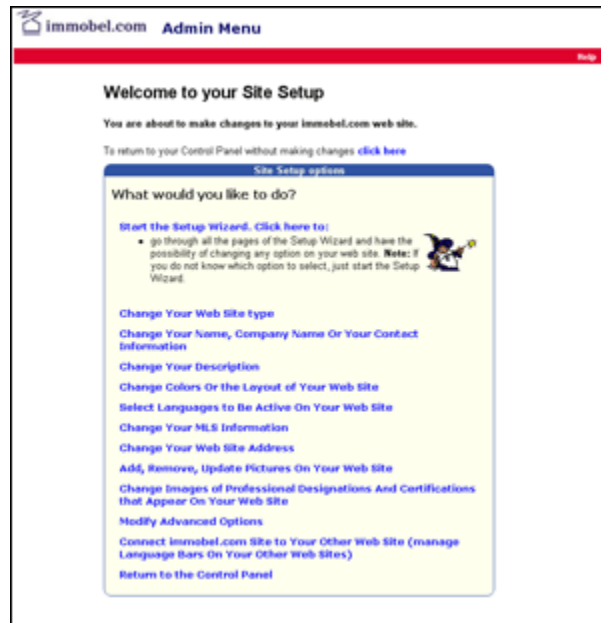 immobel.com Admin Menu
Help
Welcome to your Site Setup
You are about to make changes to your immobel.com web site.
To return to your Control Panel without making changes click here
Site Setup options
What would you like to do?
Start the Setup Wizard. Click here to:
• go through all the pages of the Setup Wizard and have the
possibility of changing any option on your web site. Note: If
you do not know which option to select, just start the Setup
Wizard.
Change Your Web Site type
Change Your Name, Company Name Or Your Contact
Information
Change Your Description
Change Colors Or the Layout of Your Web Site
Select Languages to Be Active On Your Web Site
Change Your MLS Information
Change Your Web Site Address
Add, Remove, Update Pictures On Your Web Site
Change Images of Professional Designations And Certifications
that Appear On Your Web Site
Modify Advanced Options
Connect immobel.com Site to Your Other Web Site (manage
Language Bars On Your Other Web Sites)
Return to the Control Panel